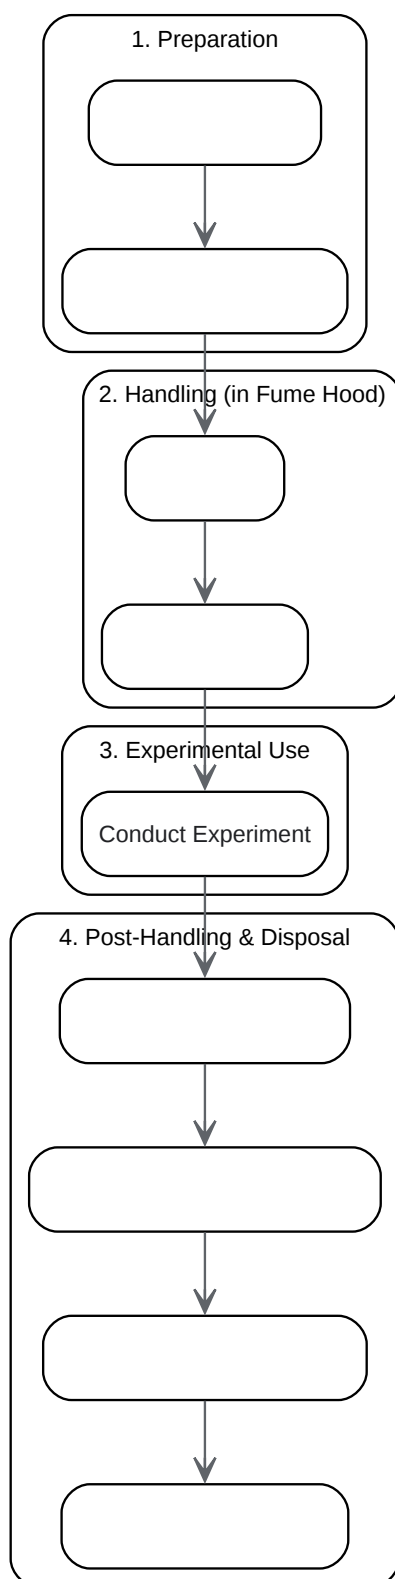 1. Preparation
2. Handling (in Fume Hood)
3. Experimental Use
Conduct Experiment
4. Post-Handling & Disposal